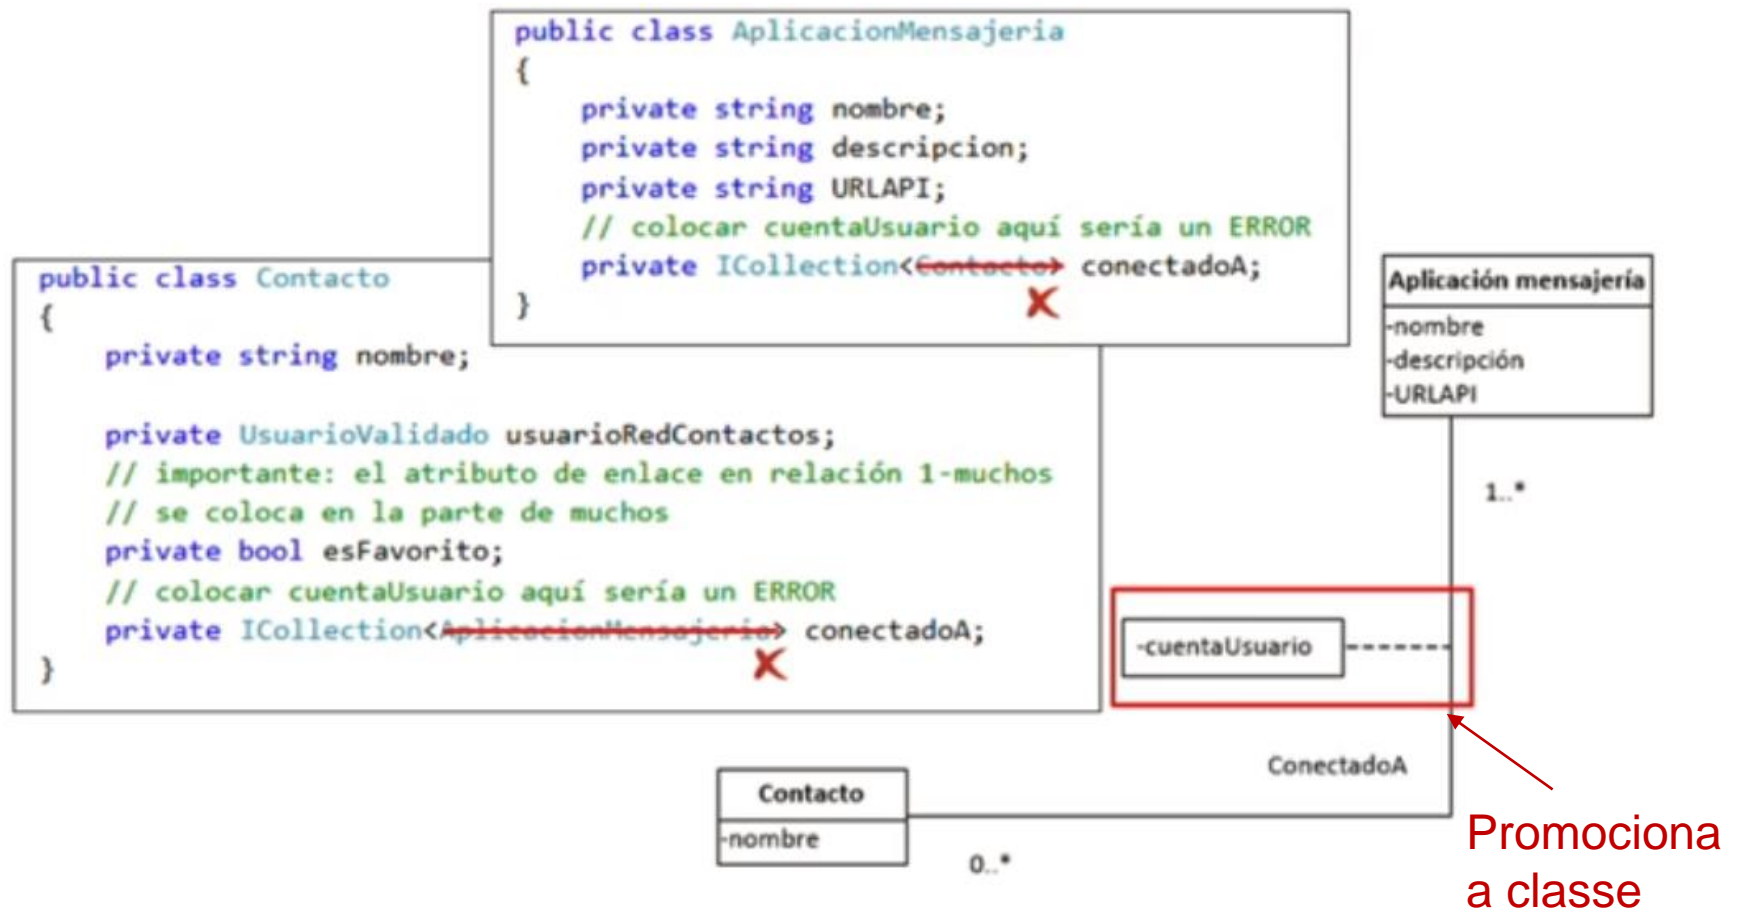 public class AplicacionMensajeria
{
private string nombre;
private string descripcion;
private string URLAPI;
// colocar cuentaUsuario aquí sería un ERROR
private ICollection<Contacto> conectadoA;
}
public class Contacto
{
private string nombre;
private UsuarioValidado usuarioRedContactos;
// importante: el atributo de enlace en relación 1-muchos
// se coloca en la parte de muchos
private bool esFavorito;
// colocar cuentaUsuario aquí sería un ERROR
private ICollection<AplicacionMensajeria> conectadoA;
}
Aplicación mensajería
-nombre
-descripción
-URLAPI
1..*
-cuentaUsuario
ConectadoA
Contacto
-nombre
0..*
Promociona
a classe